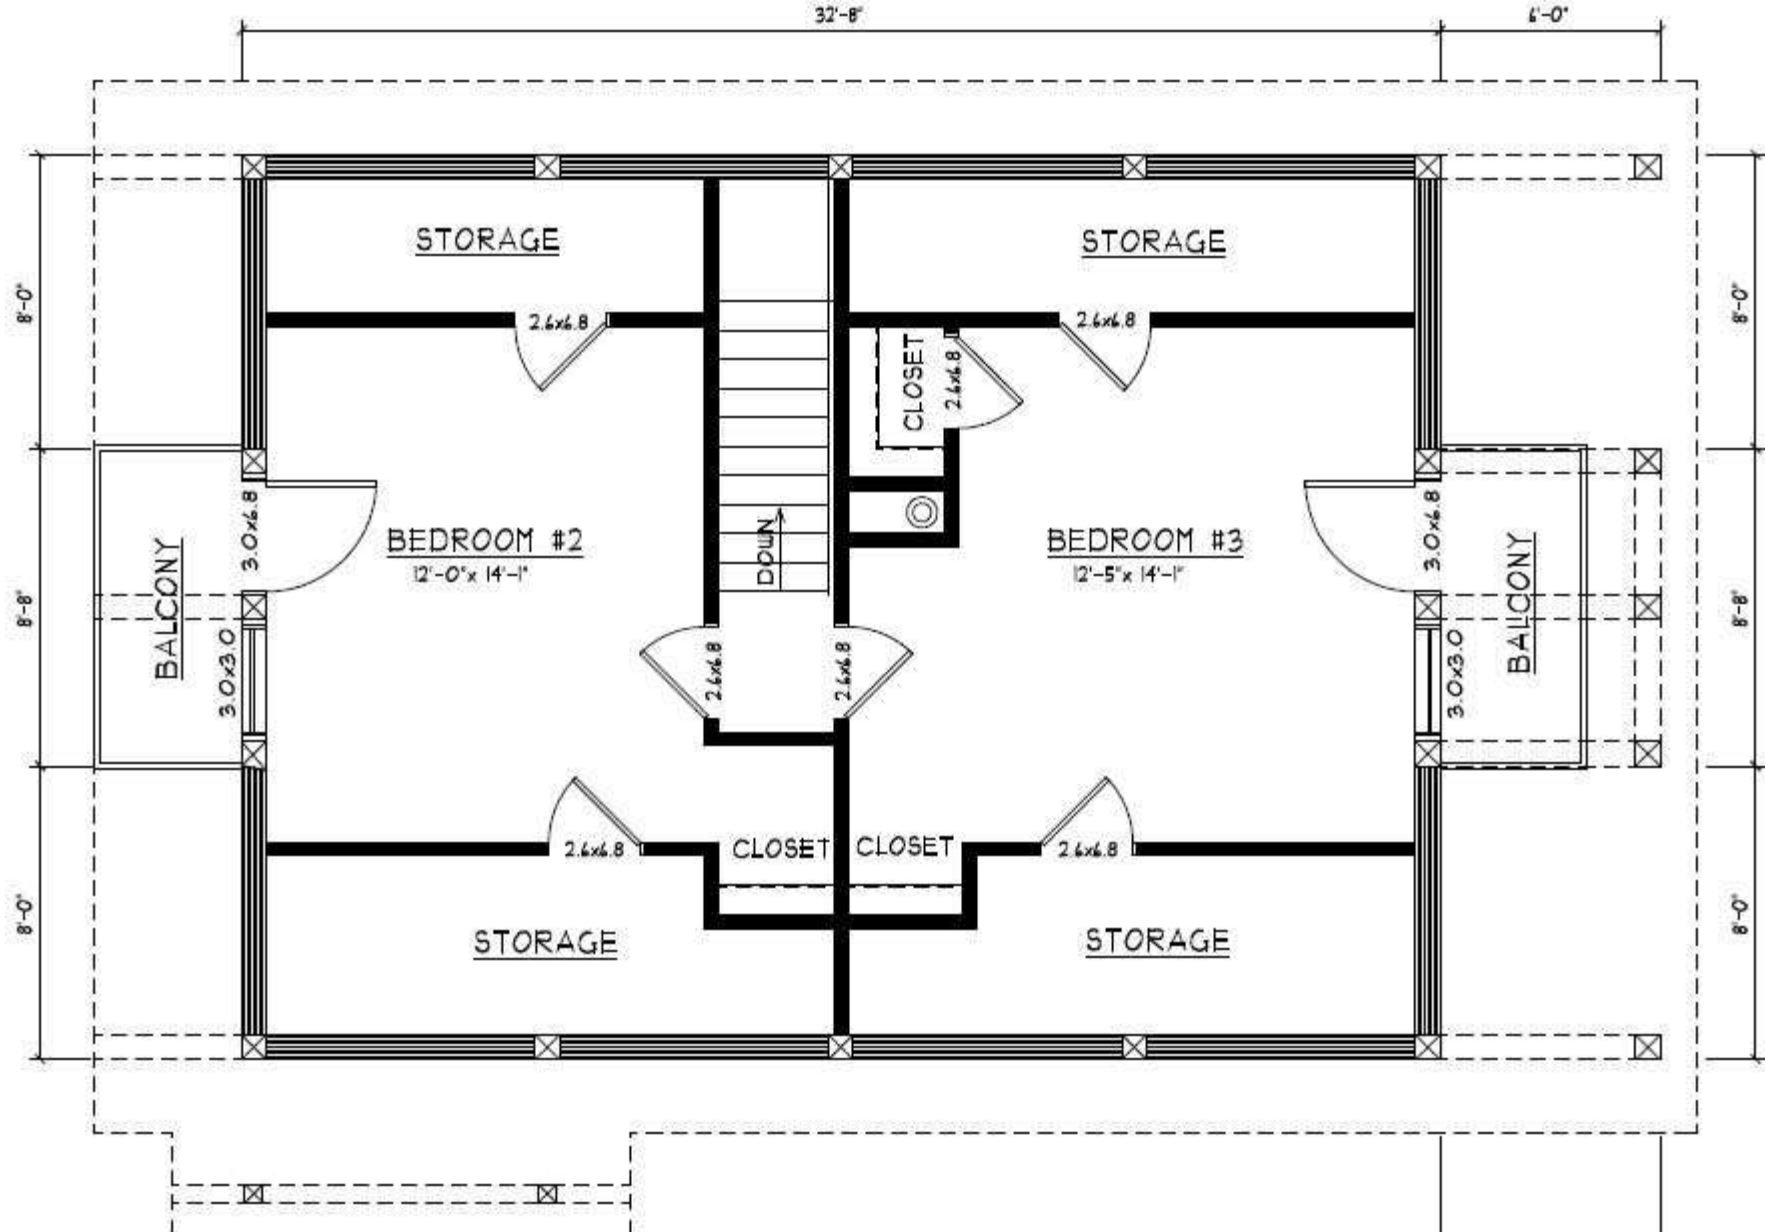 32'-8"
6'-0"
STORAGE
STORAGE
8'-0"
8'-0"
2.6x6.8
2.6x6.8
CLOSET
2.6x6.8
3.0x6.8
3.0x6.8
BEDROOM #2
12'-0" x 14'-1"
DOWN
BEDROOM #3
12'-5" x 14'-1"
BALCONY
BALCONY
8'-8"
8'-8"
3.0x3.0
2.6x6.8
2.6x6.8
3.0x3.0
2.6x6.8
CLOSET
CLOSET
2.6x6.8
8'-0"
8'-0"
STORAGE
STORAGE